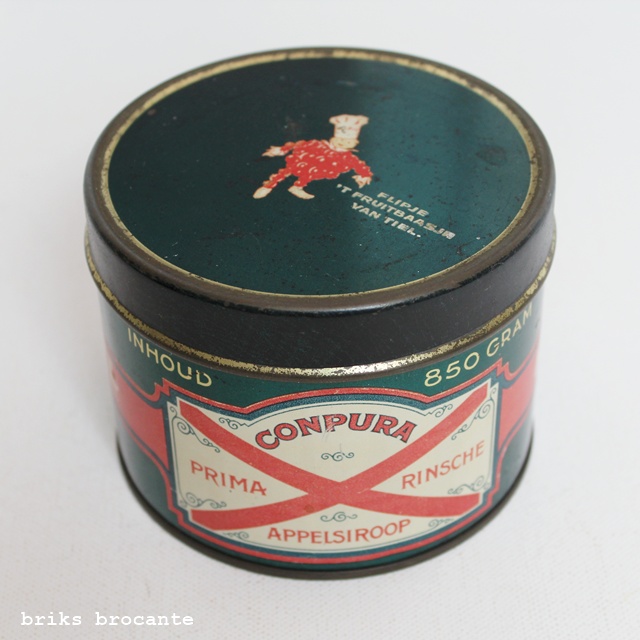 FLIPJE
'T FRUITBAASJE
VAN TIEL.
INHOUD 850 GRAM
CONPURA
PRIMA RINSCHE
APPELSIROOP
briks brocante